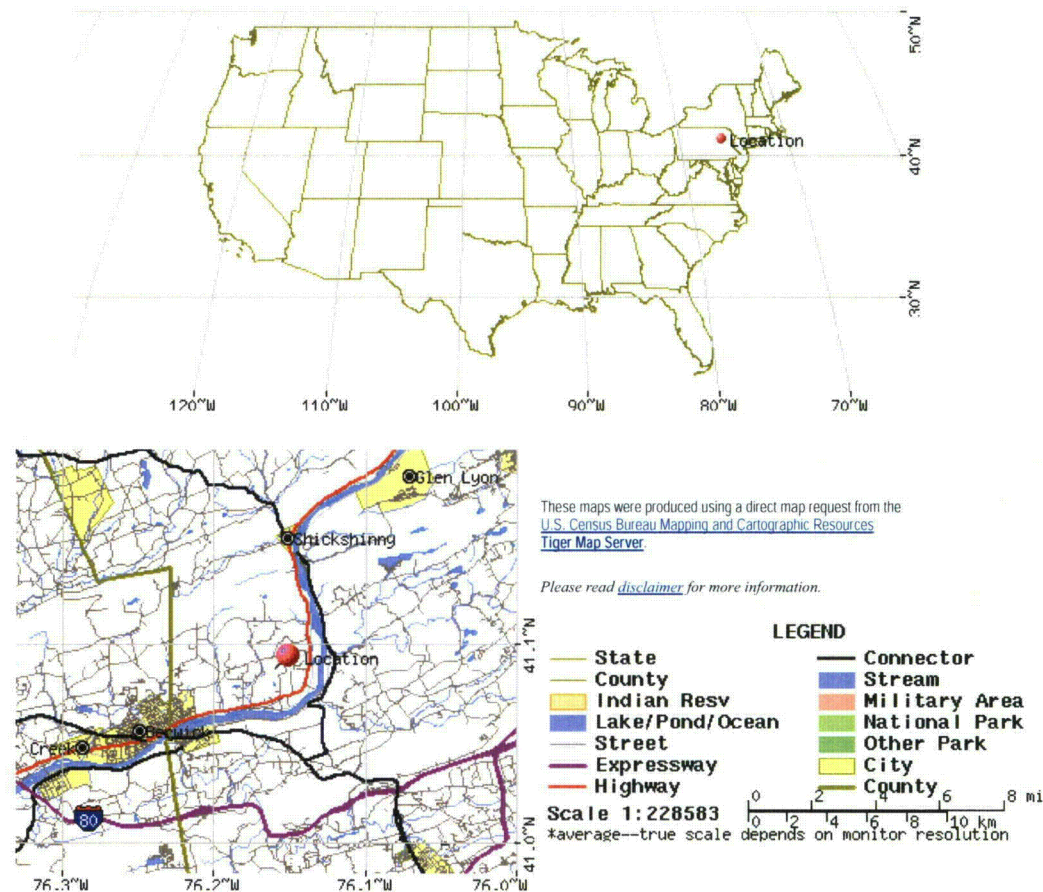 50~N
Location
40~N
30~N
120~W 110~W 100~W 90~W 80~W 70~W
Glen Lyon
Shickshinny
41.1~N
Location
Berwick
Creek
80
41.0~N
76.3~W 76.2~W 76.1~W 76.0~W
These maps were produced using a direct map request from the
U.S. Census Bureau Mapping and Cartographic Resources
Tiger Map Server.
Please read disclaimer for more information.
LEGEND
State Connector
County Stream
Indian Resv Military Area
Lake/Pond/Ocean National Park
Street Other Park
Expressway City
Highway County
0 2 4 6 8 mi
Scale 1:228583
0 2 4 6 8 10 km
*average--true scale depends on monitor resolution